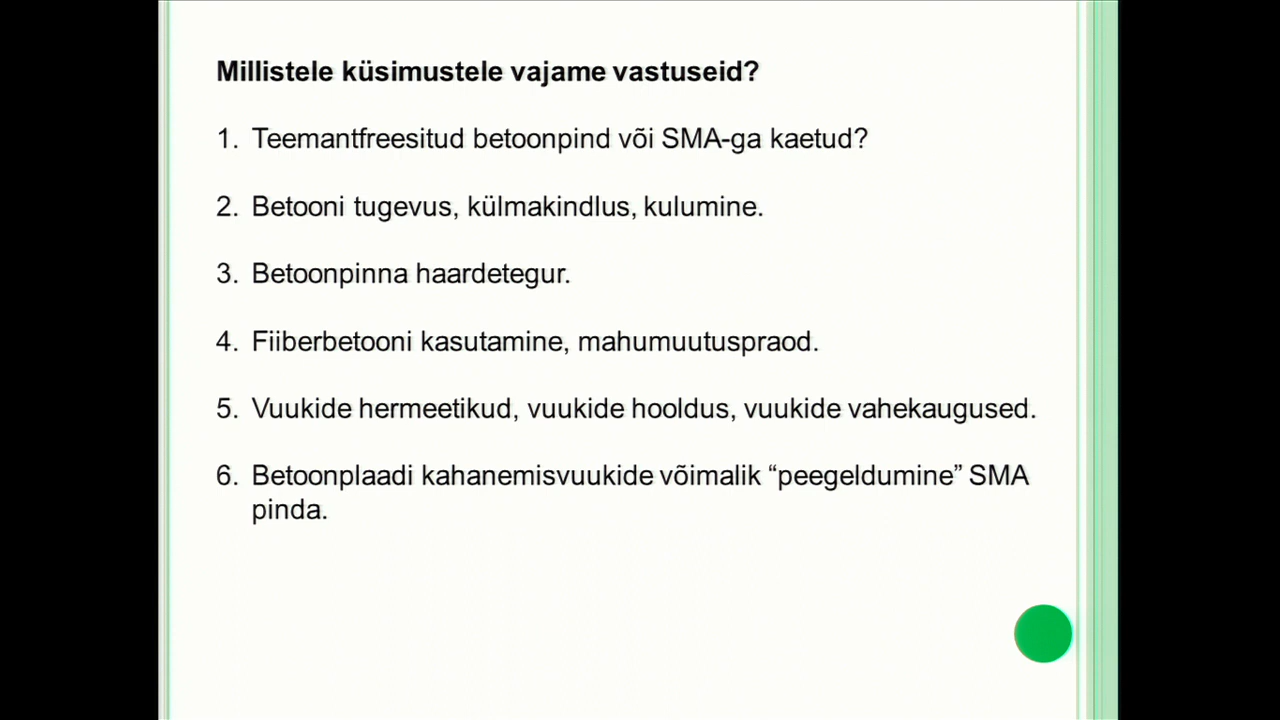 Millistele küsimustele vajame vastuseid?
1. Teemantfreesitud betoonpind või SMA-ga kaetud?
2. Betooni tugevus, külmakindlus, kulumine.
3. Betoonpinna haardetegur.
4. Fiiberbetooni kasutamine, mahumuutuspraod.
5. Vuukide hermeetikud, vuukide hooldus, vuukide vahekaugused.
6. Betoonplaadi kahanemisvuukide võimalik “peegeldumine” SMA
pinda.